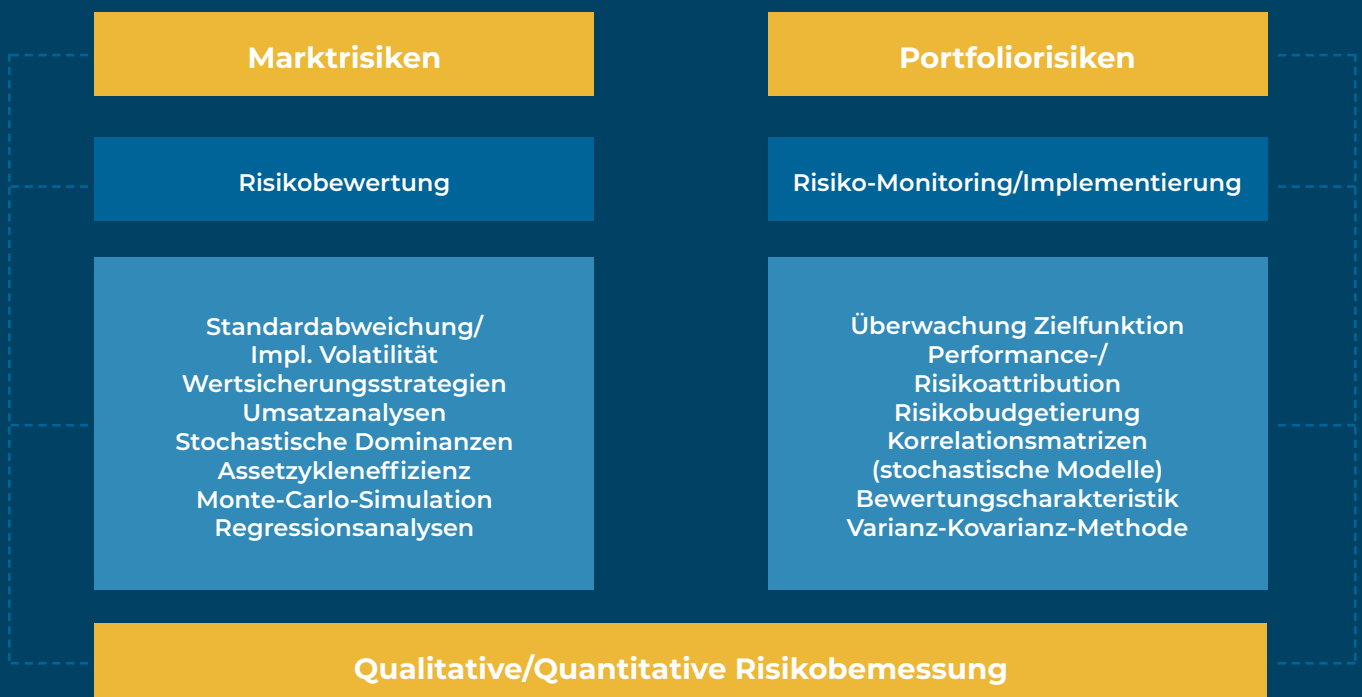 Marktrisiken
Risikobewertung
Standardabweichung/
Impl. Volatilität
Wertsicherungsstrategien
Umsatzanalysen
Stochastische Dominanzen
Assetzykleneffizienz
Monte-Carlo-Simulation
Regressionsanalysen
Portfoliorisiken
Risiko-Monitoring/Implementierung
Überwachung Zielfunktion
Performance-/
Risikoattribution
Risikobudgetierung
Korrelationsmatrizen
(stochastische Modelle)
Bewertungscharakteristik
Varianz-Kovarianz-Methode
Qualitative/Quantitative Risikobemessung